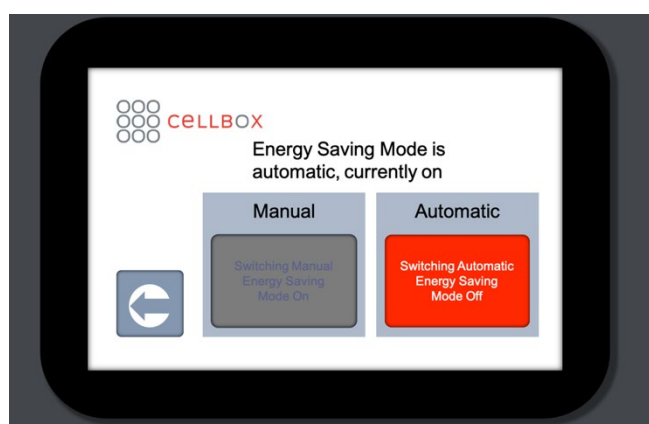 cellbox
Energy Saving Mode is
automatic, currently on
Manual
Automatic
Switching Manual
Energy Saving
Mode On
Switching Automatic
Energy Saving
Mode Off